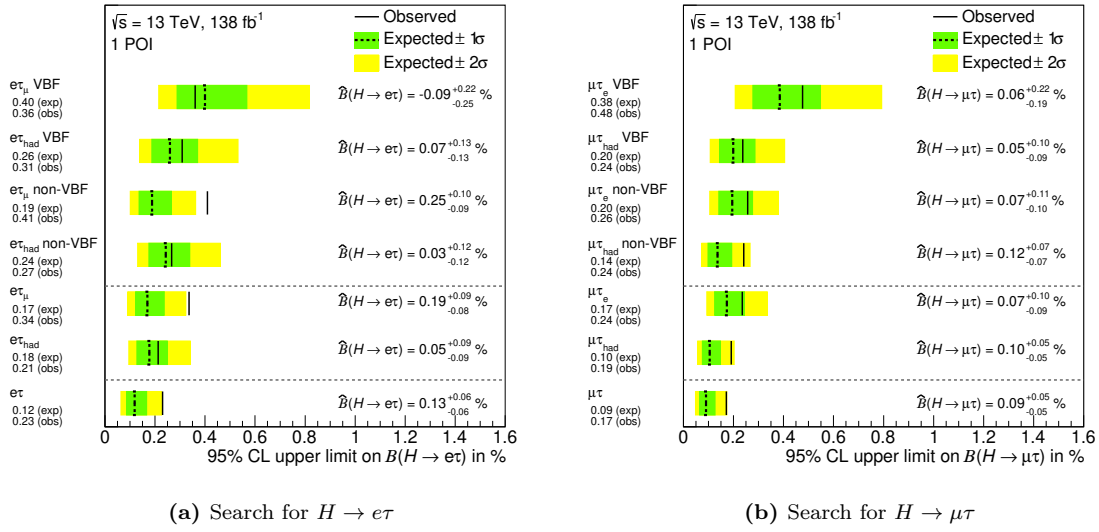 √s = 13 TeV, 138 fb⁻¹
1 POI
Observed
Expected ± 1σ
Expected ± 2σ
eτμ VBF
0.40 (exp)
0.36 (obs)
B̂(H → eτ) = -0.09 +0.22 -0.25 %
eτhad VBF
0.26 (exp)
0.31 (obs)
B̂(H → eτ) = 0.07 +0.13 -0.13 %
eτμ non-VBF
0.19 (exp)
0.41 (obs)
B̂(H → eτ) = 0.25 +0.10 -0.09 %
eτhad non-VBF
0.24 (exp)
0.27 (obs)
B̂(H → eτ) = 0.03 +0.12 -0.12 %
eτμ
0.17 (exp)
0.34 (obs)
B̂(H → eτ) = 0.19 +0.09 -0.08 %
eτhad
0.18 (exp)
0.21 (obs)
B̂(H → eτ) = 0.05 +0.09 -0.09 %
eτ
0.12 (exp)
0.23 (obs)
B̂(H → eτ) = 0.13 +0.06 -0.06 %
0 0.2 0.4 0.6 0.8 1 1.2 1.4 1.6
95% CL upper limit on B(H → eτ) in %
(a) Search for H → eτ
√s = 13 TeV, 138 fb⁻¹
1 POI
Observed
Expected ± 1σ
Expected ± 2σ
μτe VBF
0.38 (exp)
0.48 (obs)
B̂(H → μτ) = 0.06 +0.22 -0.19 %
μτhad VBF
0.20 (exp)
0.24 (obs)
B̂(H → μτ) = 0.05 +0.10 -0.09 %
μτe non-VBF
0.20 (exp)
0.26 (obs)
B̂(H → μτ) = 0.07 +0.11 -0.10 %
μτhad non-VBF
0.14 (exp)
0.24 (obs)
B̂(H → μτ) = 0.12 +0.07 -0.07 %
μτe
0.17 (exp)
0.24 (obs)
B̂(H → μτ) = 0.07 +0.10 -0.09 %
μτhad
0.10 (exp)
0.19 (obs)
B̂(H → μτ) = 0.10 +0.05 -0.05 %
μτ
0.09 (exp)
0.17 (obs)
B̂(H → μτ) = 0.09 +0.05 -0.05 %
0 0.2 0.4 0.6 0.8 1 1.2 1.4 1.6
95% CL upper limit on B(H → μτ) in %
(b) Search for H → μτ